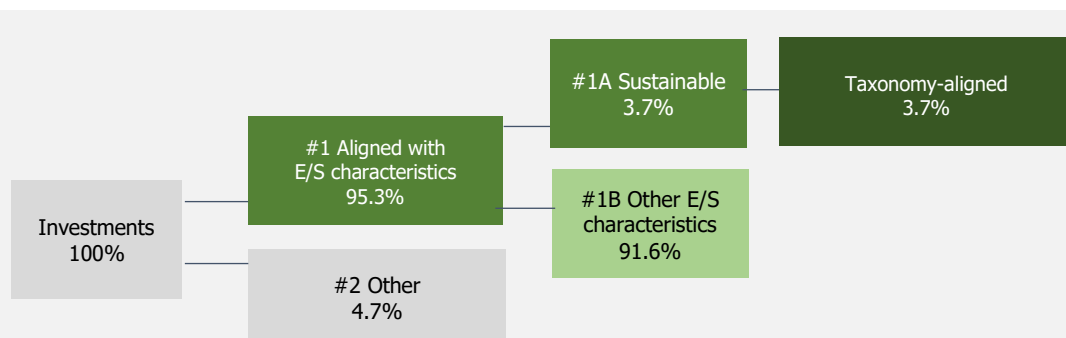 Investments
100%
#1 Aligned with
E/S characteristics
95.3%
#2 Other
4.7%
#1A Sustainable
3.7%
#1B Other E/S
characteristics
91.6%
Taxonomy-aligned
3.7%